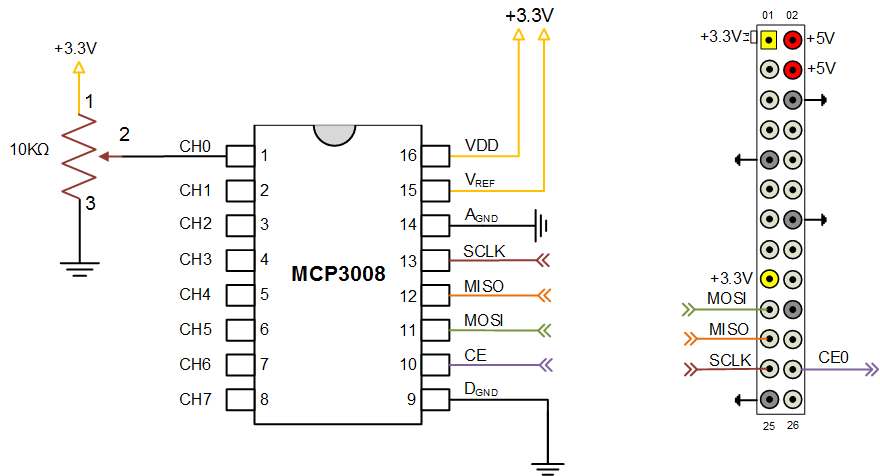 +3.3V
01 02
+3.3V +5V
+3.3V
1
+5V
10KΩ
2
3
CH0 1 16 VDD
CH1 2 15 VREF
CH2 3 14 AGND
CH3 4 13 SCLK
MCP3008
CH4 5 12 MISO
CH5 6 11 MOSI
CH6 7 10 CE
CH7 8 9 DGND
+3.3V
MOSI
MISO
SCLK CE0
25 26